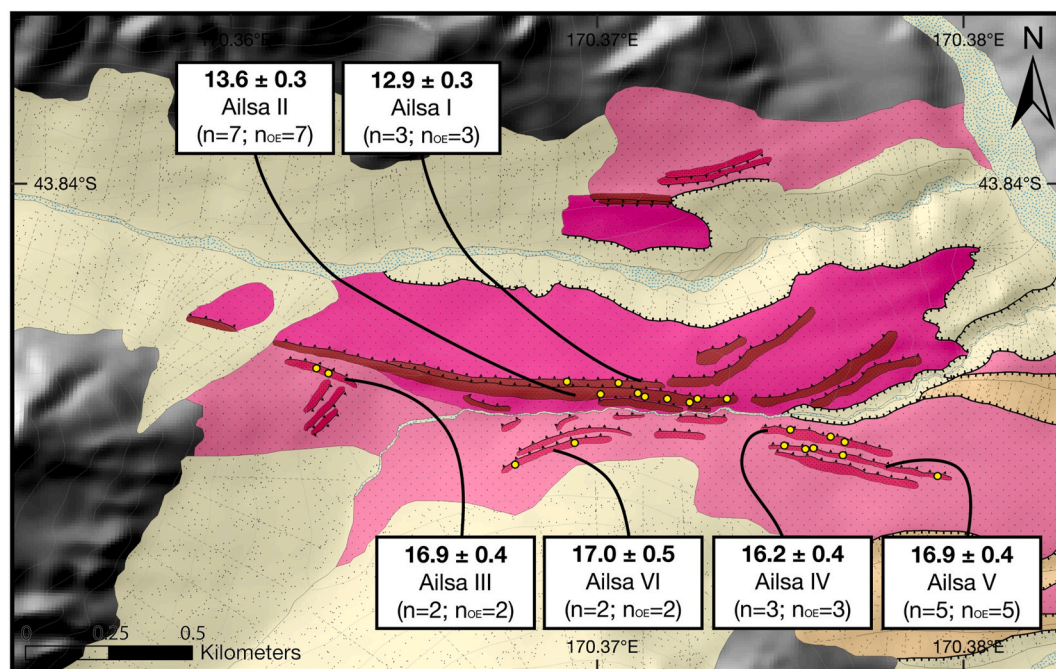 170.36°E
170.37°E
170.38°E
N
13.6 ± 0.3
Ailsa II
(n=7; nOE=7)
12.9 ± 0.3
Ailsa I
(n=3; nOE=3)
43.84°S
43.84°S
16.9 ± 0.4
Ailsa III
(n=2; nOE=2)
17.0 ± 0.5
Ailsa VI
(n=2; nOE=2)
16.2 ± 0.4
Ailsa IV
(n=3; nOE=3)
16.9 ± 0.4
Ailsa V
(n=5; nOE=5)
0 0.25 0.5
Kilometers
170.37°E
170.38°E